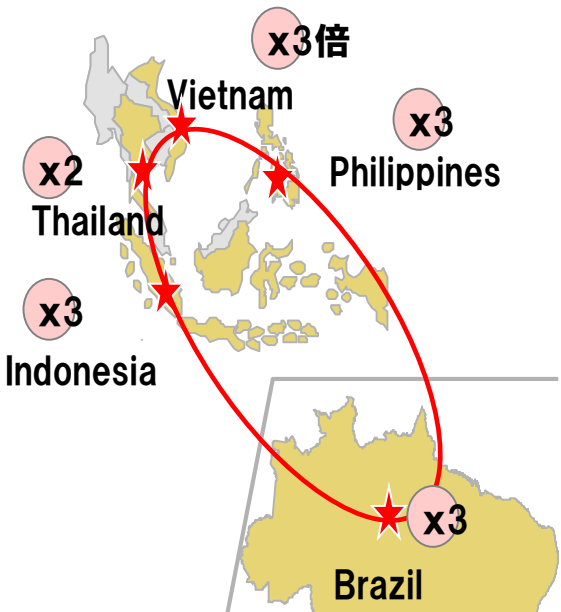 x3倍
Vietnam
x3
Philippines
x2
Thailand
x3
Indonesia
x3
Brazil